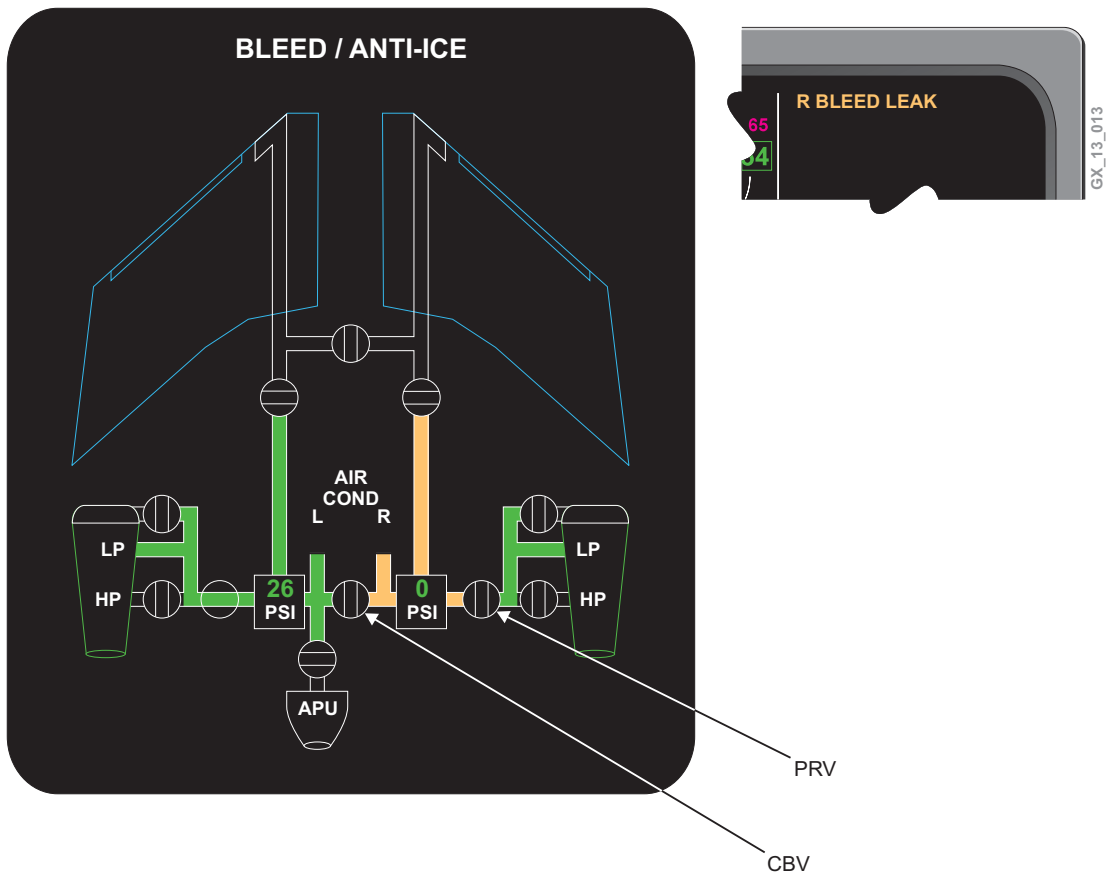 BLEED / ANTI-ICE
R BLEED LEAK
65
54
GX_13_013
AIR
COND
L
R
LP
LP
HP
HP
26
PSI
0
PSI
APU
PRV
CBV